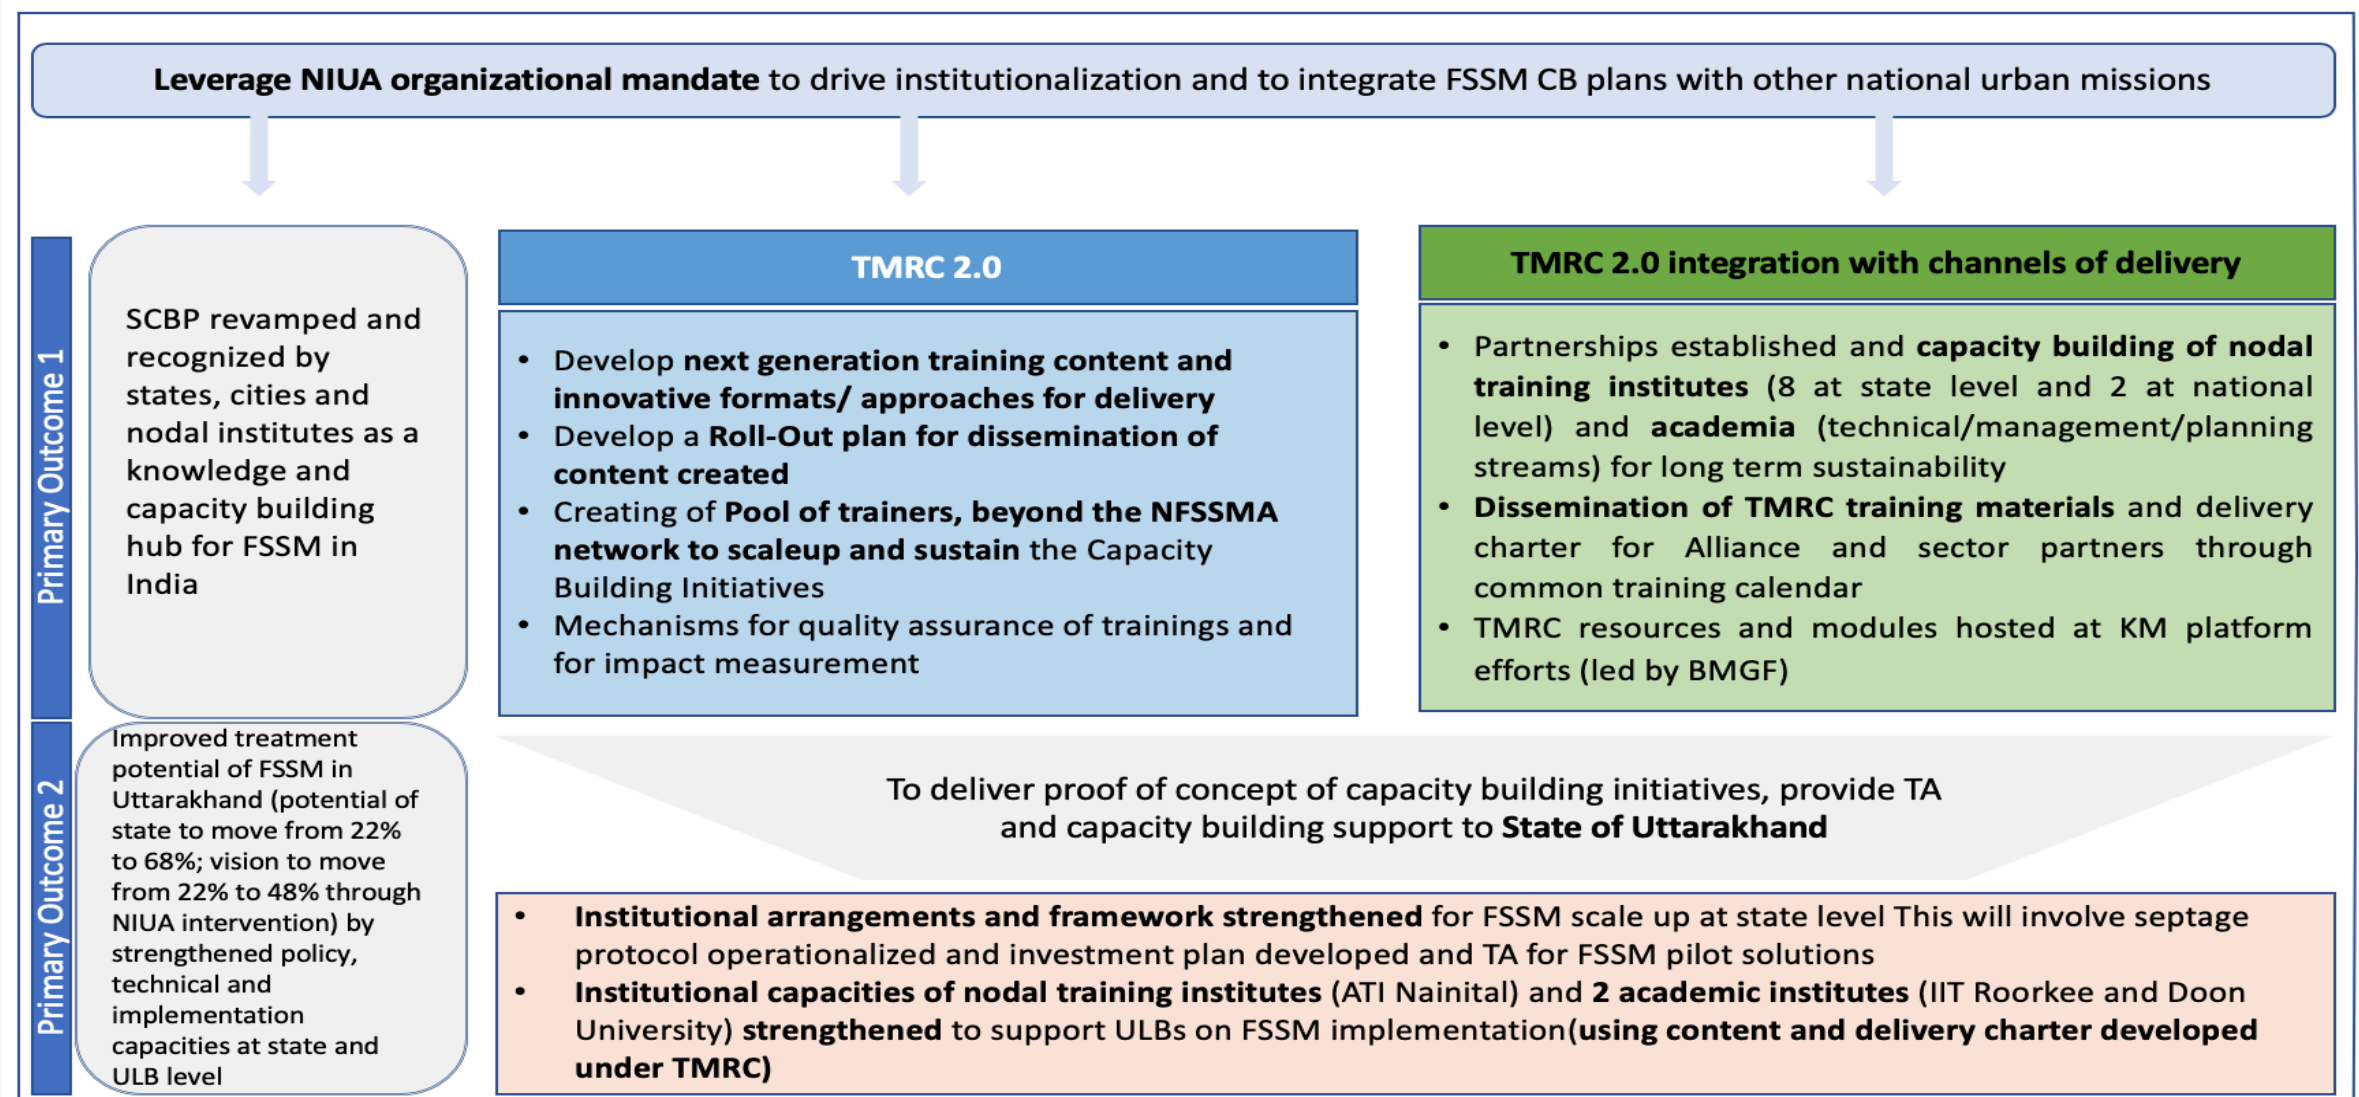 Leverage NIUA organizational mandate to drive institutionalization and to integrate FSSM CB plans with other national urban missions
Primary Outcome 1
SCBP revamped and
recognized by
states, cities and
nodal institutes as a
knowledge and
capacity building
hub for FSSM in
India
TMRC 2.0
• Develop next generation training content and
innovative formats/ approaches for delivery
• Develop a Roll-Out plan for dissemination of
content created
• Creating of Pool of trainers, beyond the NFSSMA
network to scaleup and sustain the Capacity
Building Initiatives
• Mechanisms for quality assurance of trainings and
for impact measurement
TMRC 2.0 integration with channels of delivery
• Partnerships established and capacity building of nodal
training institutes (8 at state level and 2 at national
level) and academia (technical/management/planning
streams) for long term sustainability
• Dissemination of TMRC training materials and delivery
charter for Alliance and sector partners through
common training calendar
• TMRC resources and modules hosted at KM platform
efforts (led by BMGF)
Primary Outcome 2
Improved treatment
potential of FSSM in
Uttarakhand (potential of
state to move from 22%
to 68%; vision to move
from 22% to 48% through
NIUA intervention) by
strengthened policy,
technical and
implementation
capacities at state and
ULB level
To deliver proof of concept of capacity building initiatives, provide TA
and capacity building support to State of Uttarakhand
• Institutional arrangements and framework strengthened for FSSM scale up at state level This will involve septage
protocol operationalized and investment plan developed and TA for FSSM pilot solutions
• Institutional capacities of nodal training institutes (ATI Nainital) and 2 academic institutes (IIT Roorkee and Doon
University) strengthened to support ULBs on FSSM implementation(using content and delivery charter developed
under TMRC)